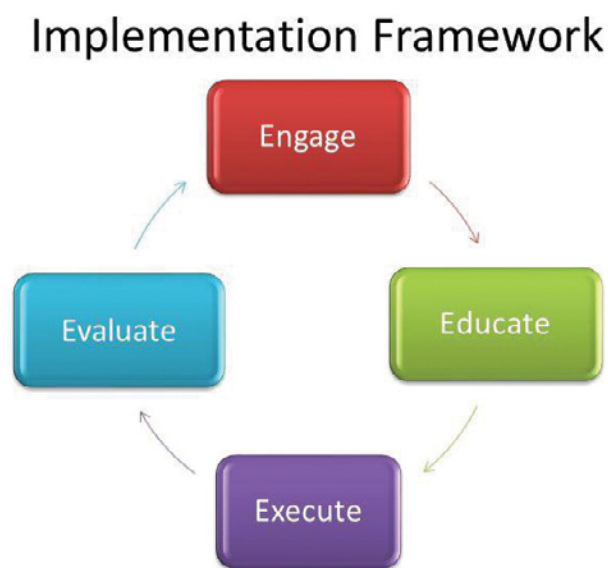 Implementation Framework
Engage
Educate
Execute
Evaluate